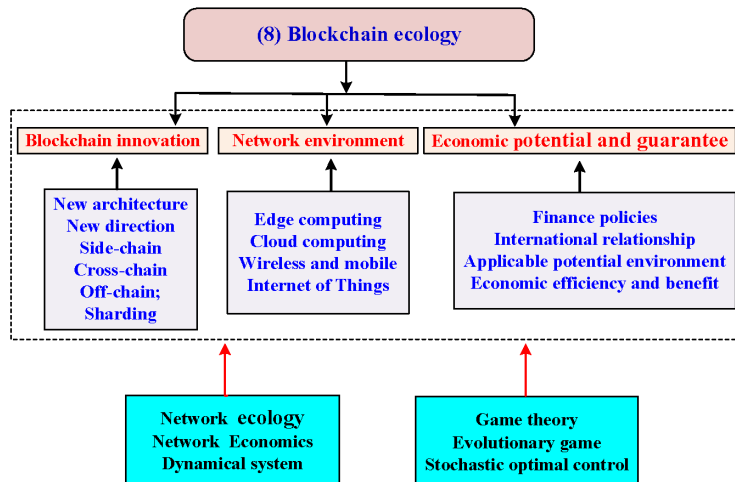 (8) Blockchain ecology
Blockchain innovation
Network environment
Economic potential and guarantee
New architecture
New direction
Side-chain
Cross-chain
Off-chain;
Sharding
Edge computing
Cloud computing
Wireless and mobile
Internet of Things
Finance policies
International relationship
Applicable potential environment
Economic efficiency and benefit
Network ecology
Network Economics
Dynamical system
Game theory
Evolutionary game
Stochastic optimal control